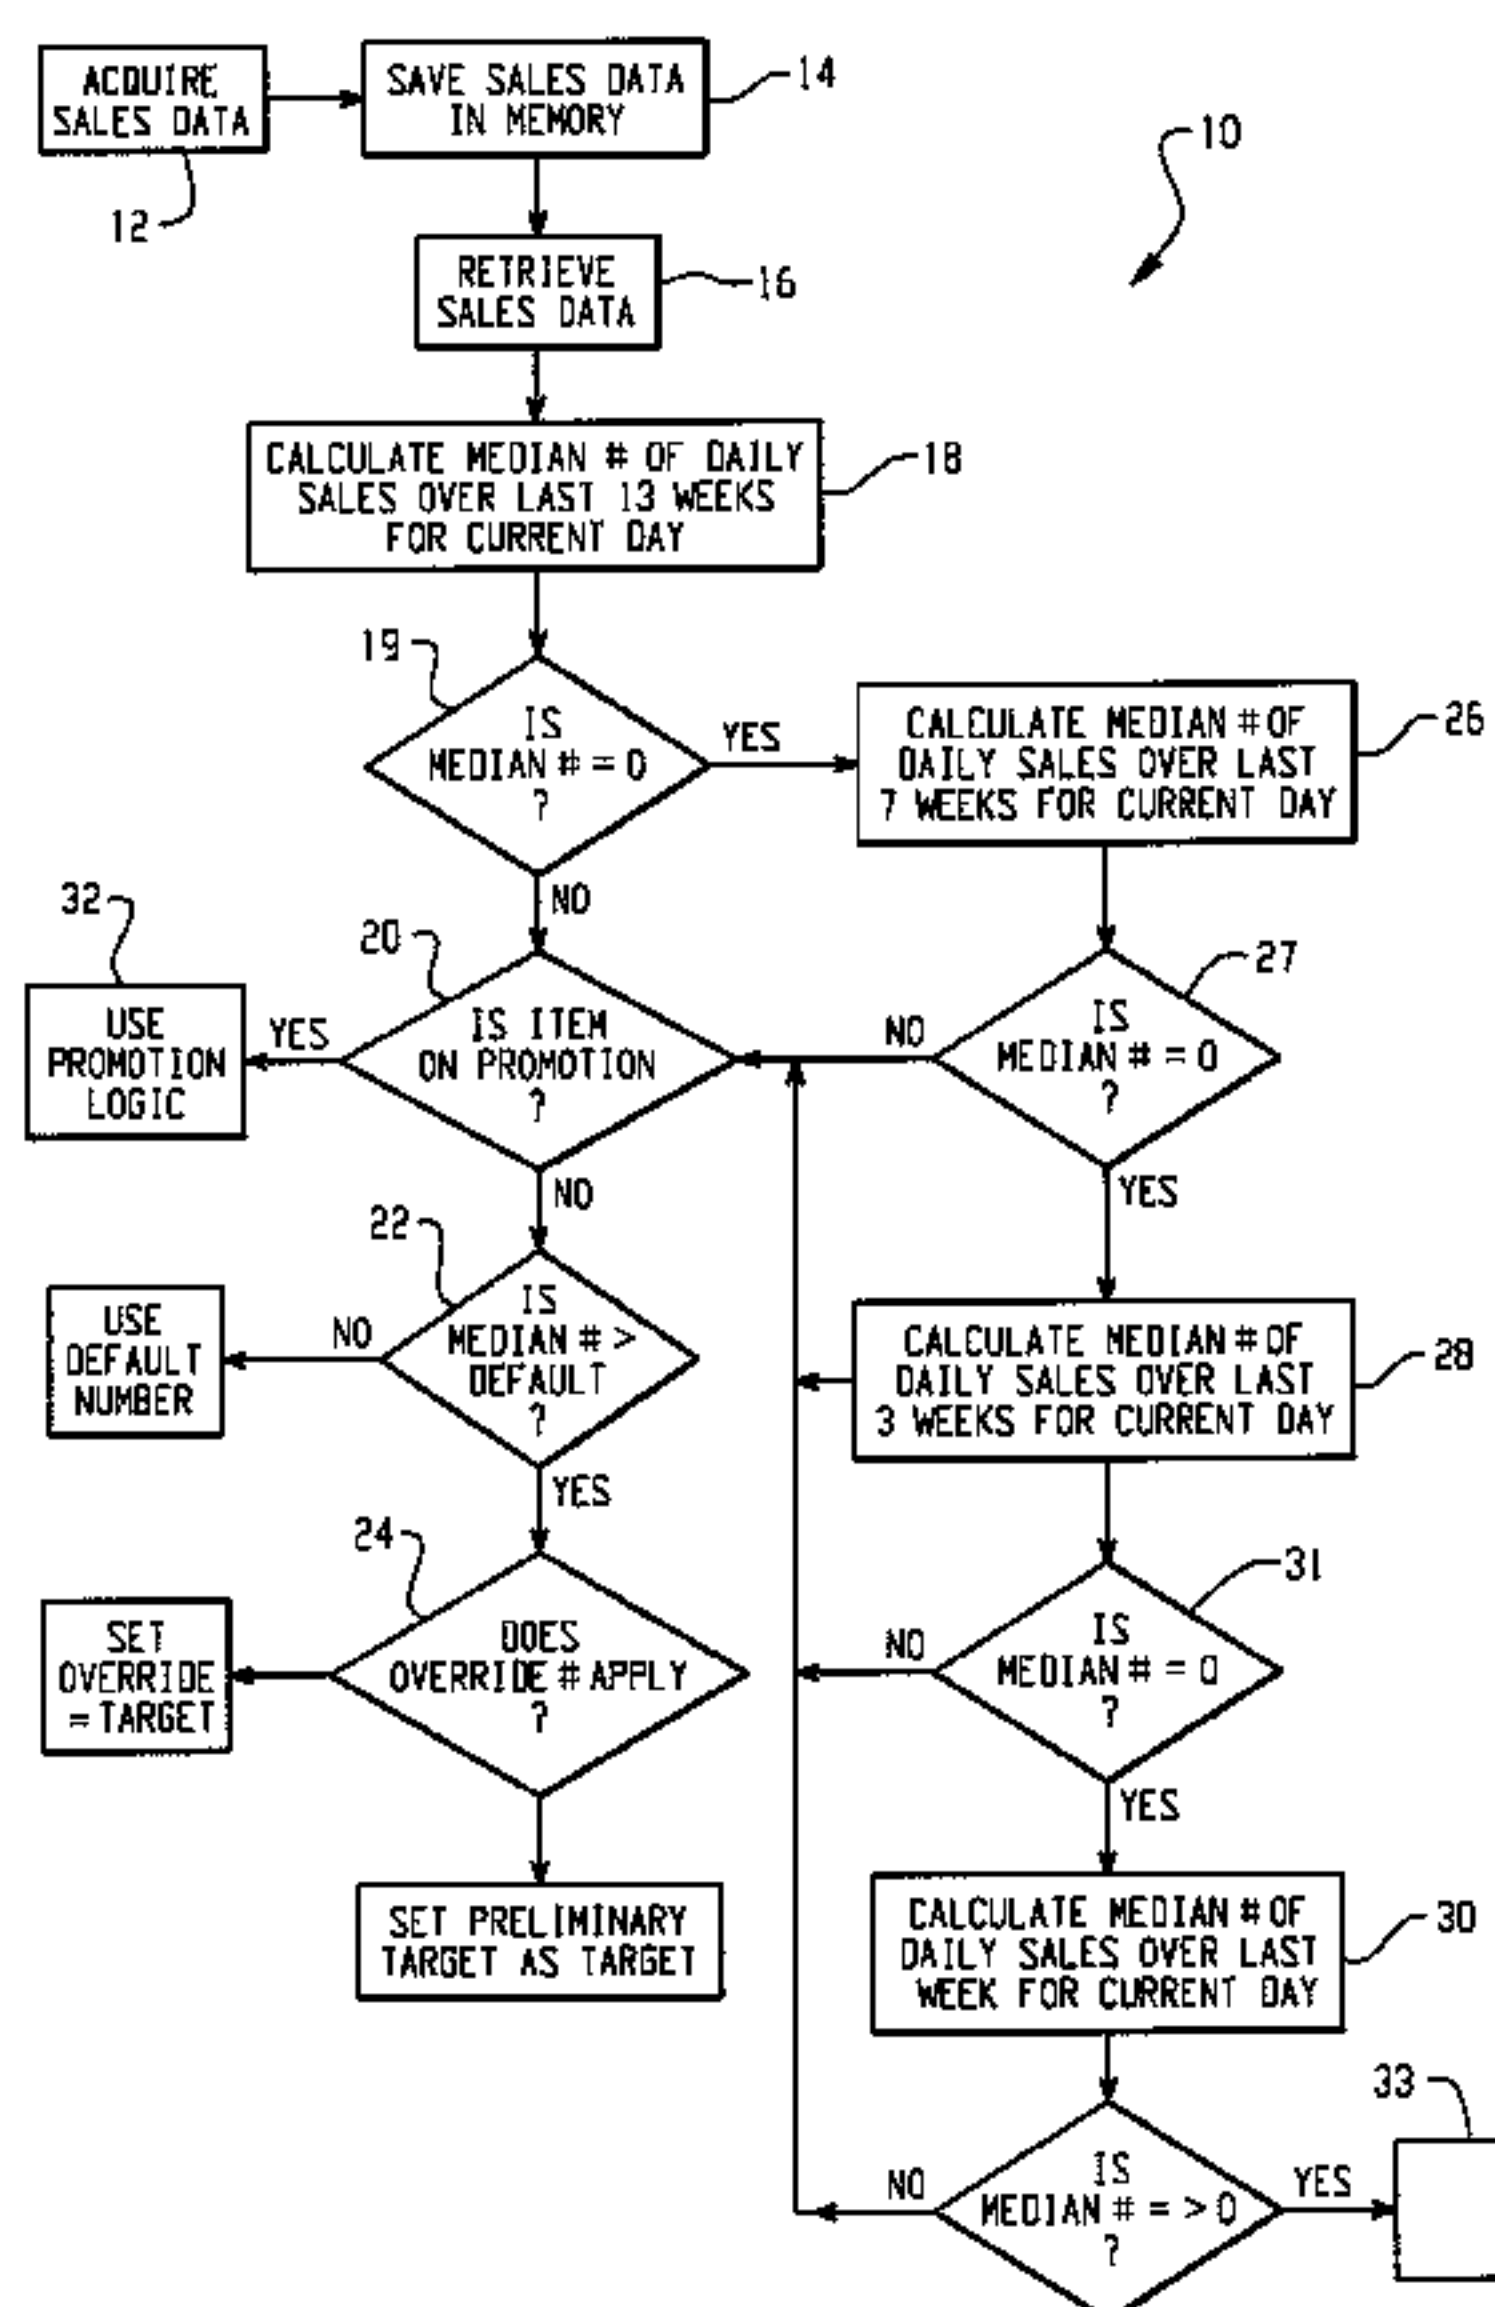 ACQUIRE
SALES DATA
12
SAVE SALES DATA
IN MEMORY
14
10
RETRIEVE
SALES DATA
16
CALCULATE MEDIAN # OF DAILY
SALES OVER LAST 13 WEEKS
FOR CURRENT DAY
18
19
IS
MEDIAN # = 0
?
YES
NO
CALCULATE MEDIAN # OF
DAILY SALES OVER LAST
7 WEEKS FOR CURRENT DAY
26
32
USE
PROMOTION
LOGIC
YES
20
IS ITEM
ON PROMOTION
?
NO
NO
27
IS
MEDIAN # = 0
?
YES
22
IS
MEDIAN # >
DEFAULT
?
NO
USE
DEFAULT
NUMBER
YES
CALCULATE MEDIAN # OF
DAILY SALES OVER LAST
3 WEEKS FOR CURRENT DAY
28
24
DOES
OVERRIDE # APPLY
?
SET
OVERRIDE
= TARGET
31
NO
IS
MEDIAN # = 0
?
YES
SET PRELIMINARY
TARGET AS TARGET
CALCULATE MEDIAN # OF
DAILY SALES OVER LAST
WEEK FOR CURRENT DAY
30
33
NO
IS
MEDIAN # = > 0
?
YES